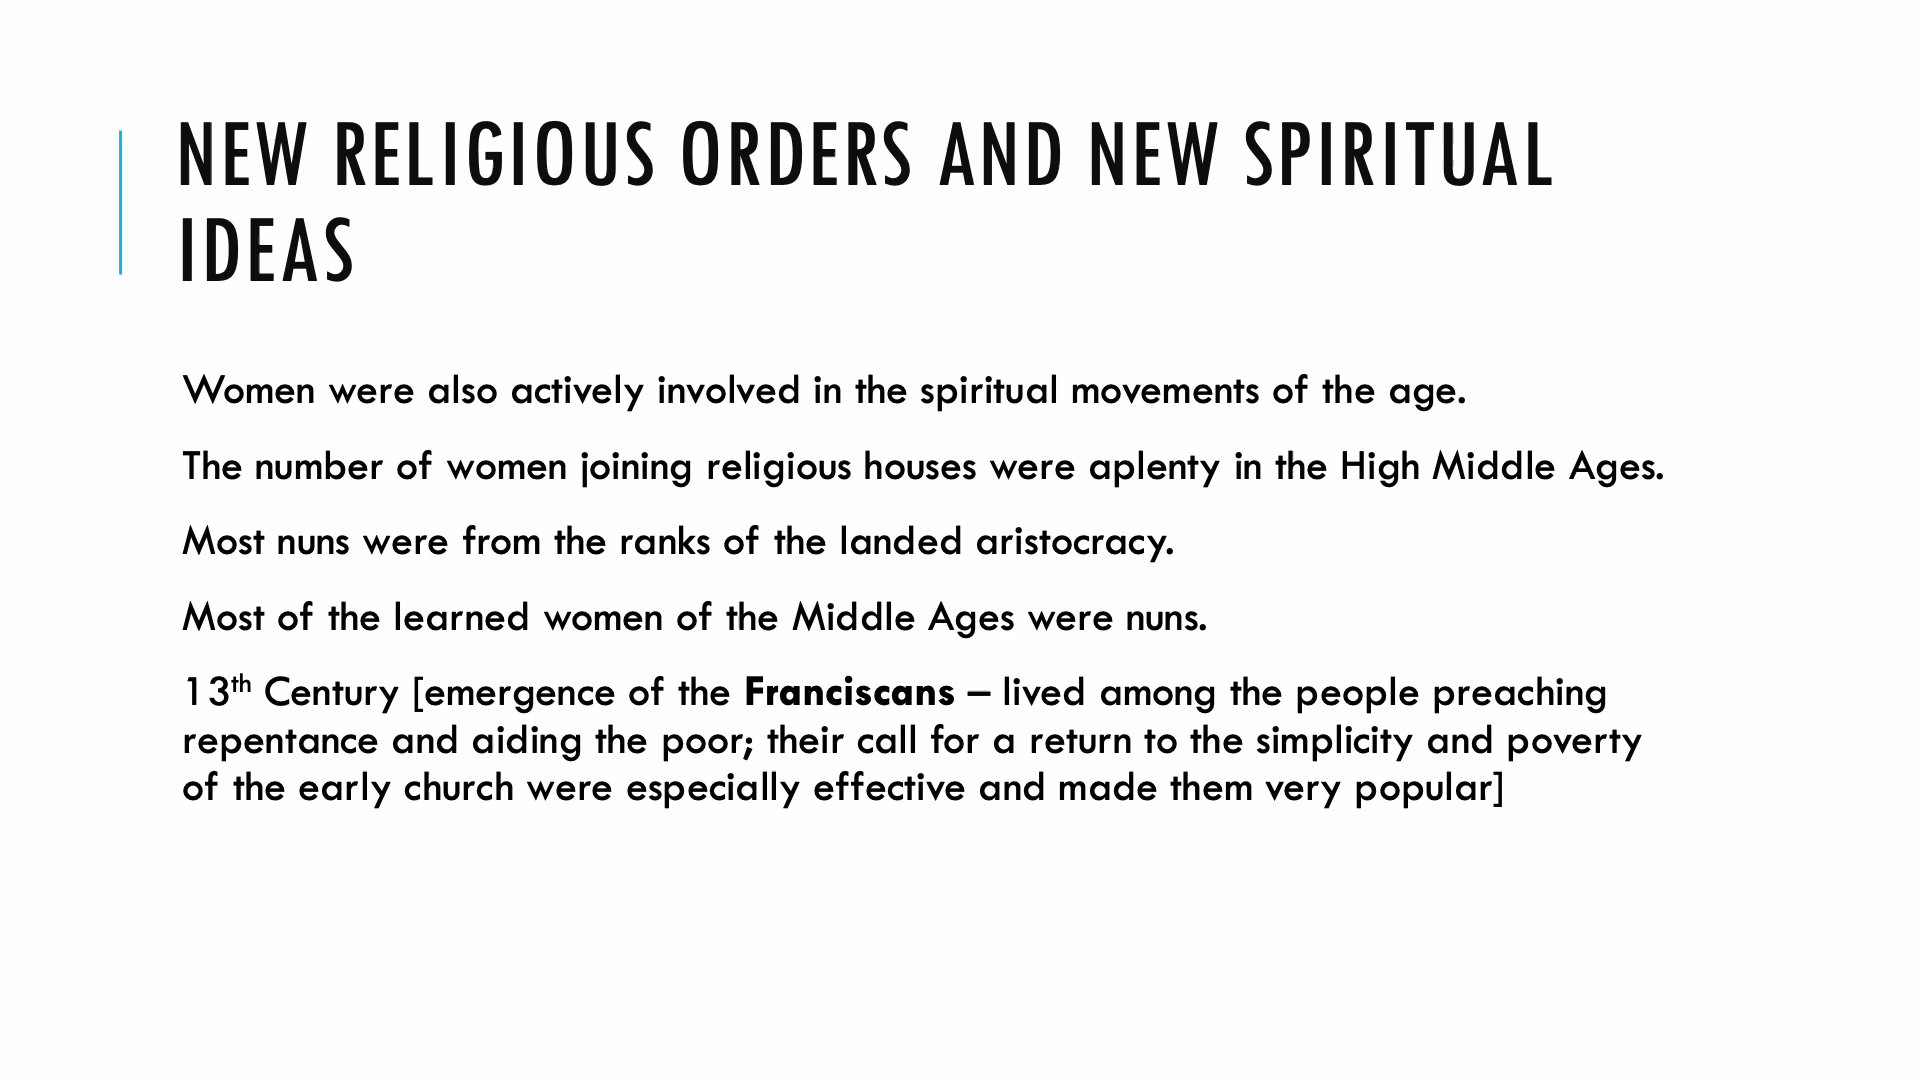 NEW RELIGIOUS ORDERS AND NEW SPIRITUAL
IDEAS
Women were also actively involved in the spiritual movements of the age.
The number of women joining religious houses were aplenty in the High Middle Ages.
Most nuns were from the ranks of the landed aristocracy.
Most of the learned women of the Middle Ages were nuns.
13th Century [emergence of the Franciscans – lived among the people preaching
repentance and aiding the poor; their call for a return to the simplicity and poverty
of the early church were especially effective and made them very popular]